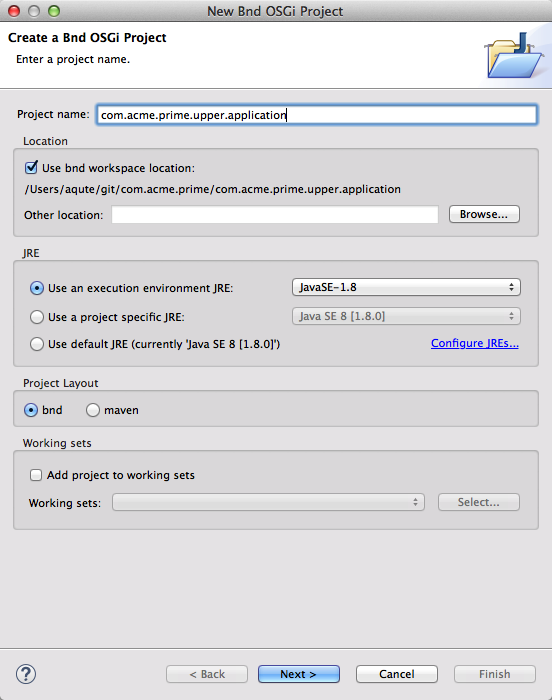 New Bnd OSGi Project
Create a Bnd OSGi Project
Enter a project name.
Project name: com.acme.prime.upper.application
Location
Use bnd workspace location:
/Users/aqute/git/com.acme.prime/com.acme.prime.upper.application
Other location: Browse...
JRE
Use an execution environment JRE: JavaSE-1.8
Use a project specific JRE: Java SE 8 [1.8.0]
Use default JRE (currently 'Java SE 8 [1.8.0]') Configure JREs...
Project Layout
bnd maven
Working sets
Add project to working sets
Working sets: Select...
? < Back Next > Cancel Finish